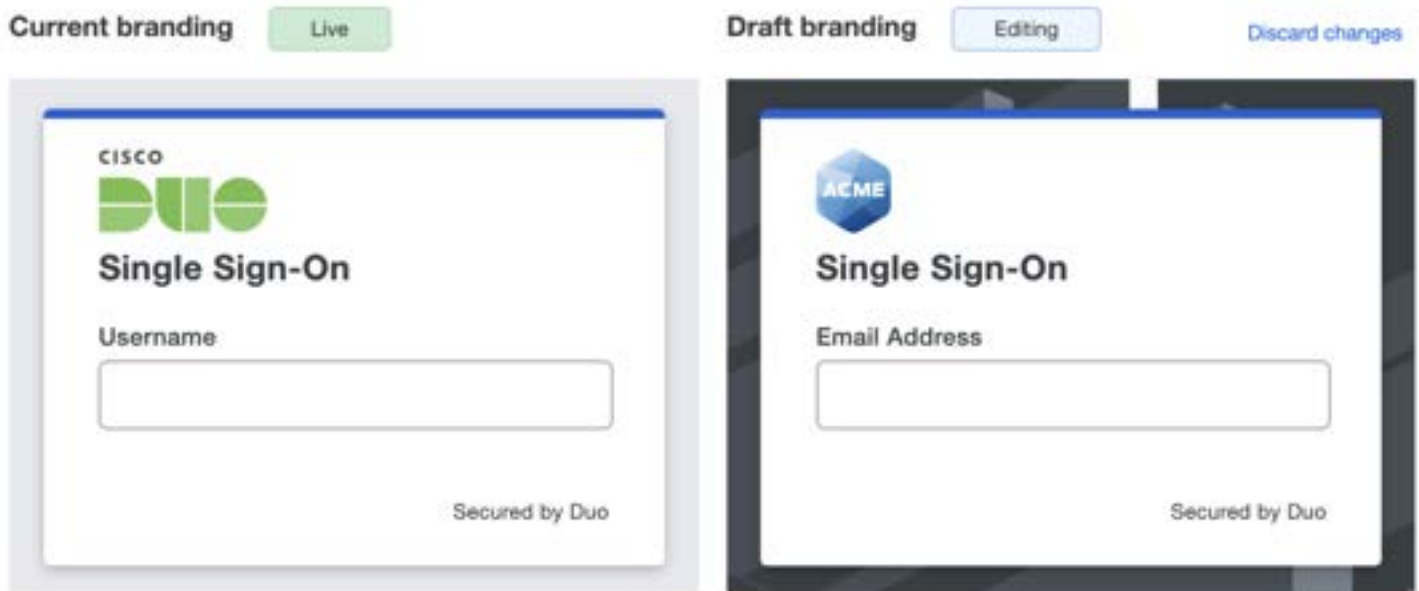 Current branding
Live
CISCO
DUO
Single Sign-On
Username
Secured by Duo
Draft branding
Editing
Discard changes
ACME
Single Sign-On
Email Address
Secured by Duo